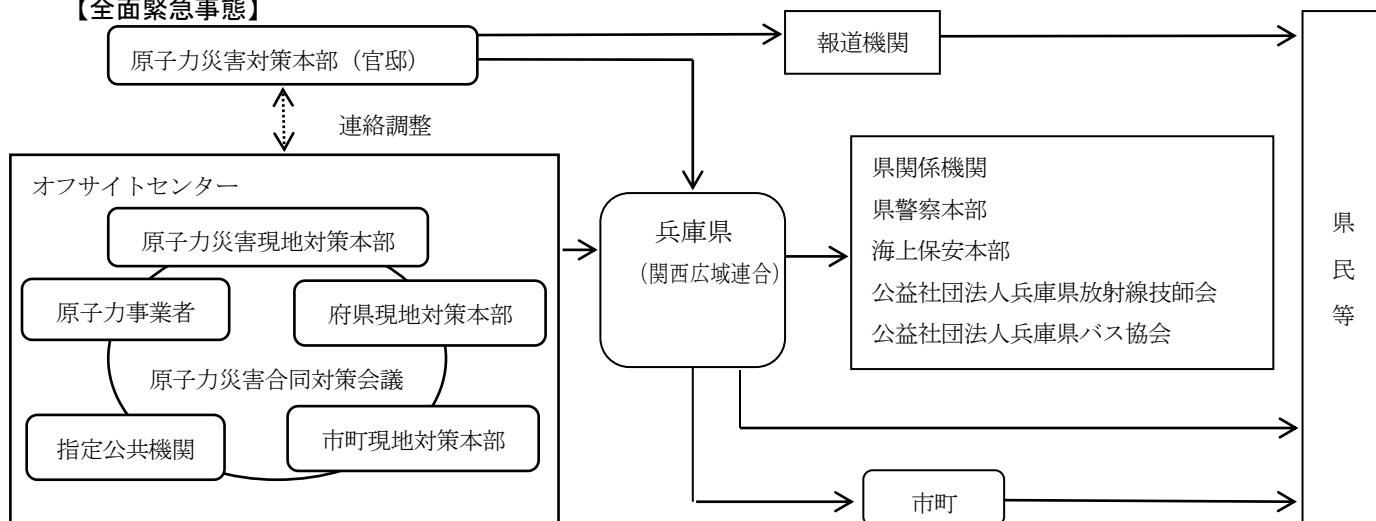 【全面緊急事態】
原子力災害対策本部（官邸）
報道機関
連絡調整
オフサイトセンター
原子力災害現地対策本部
原子力事業者
府県現地対策本部
原子力災害合同対策会議
指定公共機関
市町現地対策本部
兵庫県
（関西広域連合）
県関係機関
県警察本部
海上保安本部
公益社団法人兵庫県放射線技師会
公益社団法人兵庫県バス協会
市町
県民等